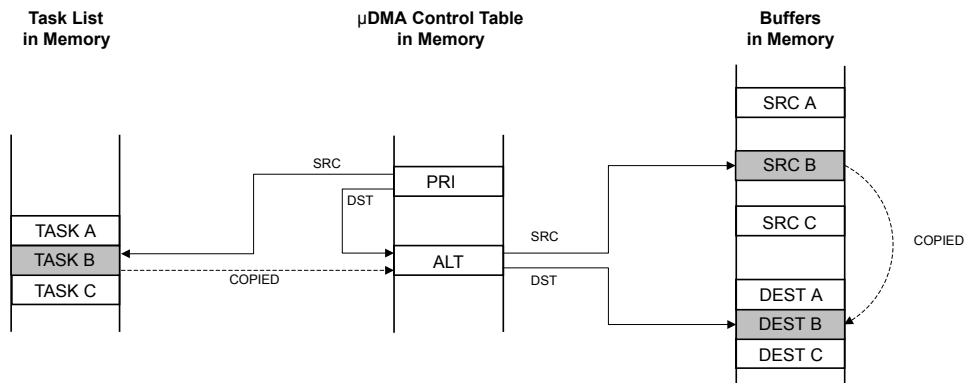 Task List
in Memory
µDMA Control Table
in Memory
Buffers
in Memory
SRC A
SRC
SRC B
PRI
DST
SRC C
TASK A
SRC
COPIED
TASK B
ALT
COPIED
DST
TASK C
DEST A
DEST B
DEST C